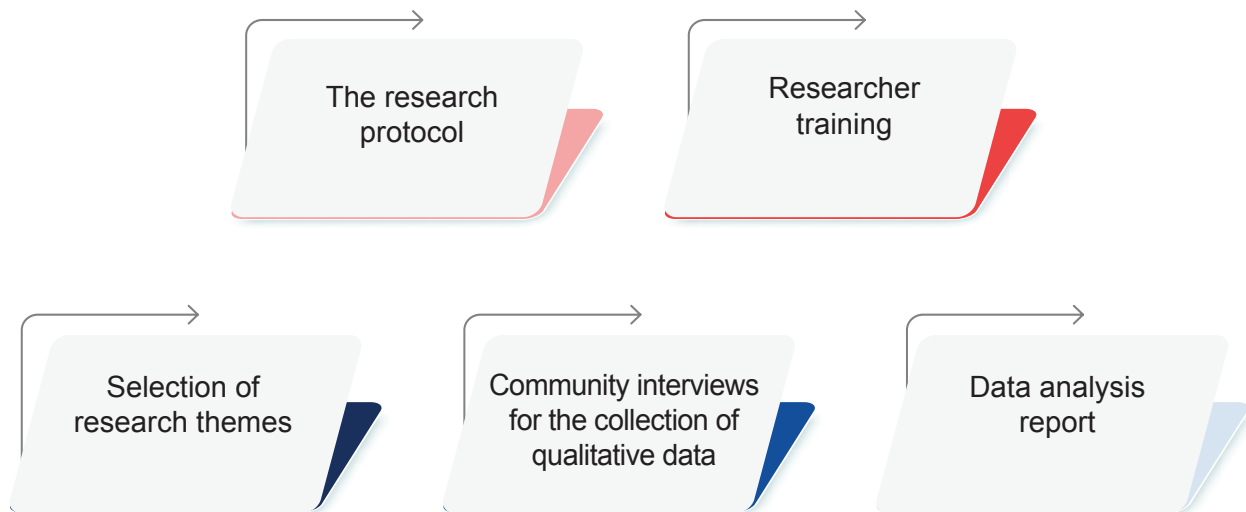 The research
protocol
Researcher
training
Selection of
research themes
Community interviews
for the collection of
qualitative data
Data analysis
report